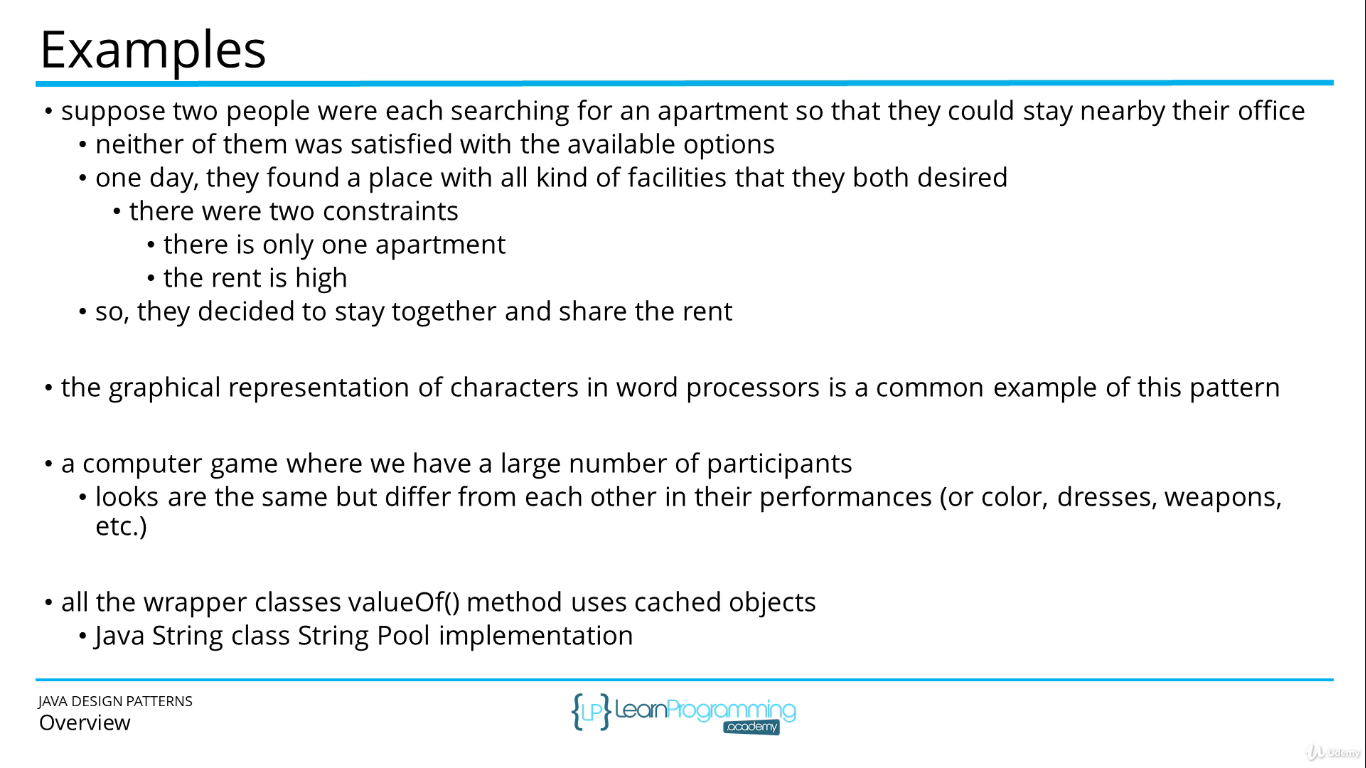 Examples
• suppose two people were each searching for an apartment so that they could stay nearby their office
• neither of them was satisfied with the available options
• one day, they found a place with all kind of facilities that they both desired
• there were two constraints
• there is only one apartment
• the rent is high
• so, they decided to stay together and share the rent
• the graphical representation of characters in word processors is a common example of this pattern
• a computer game where we have a large number of participants
• looks are the same but differ from each other in their performances (or color, dresses, weapons,
etc.)
• all the wrapper classes valueOf() method uses cached objects
• Java String class String Pool implementation
JAVA DESIGN PATTERNS
Overview
{LP} LearnProgramming
.academy
Udemy